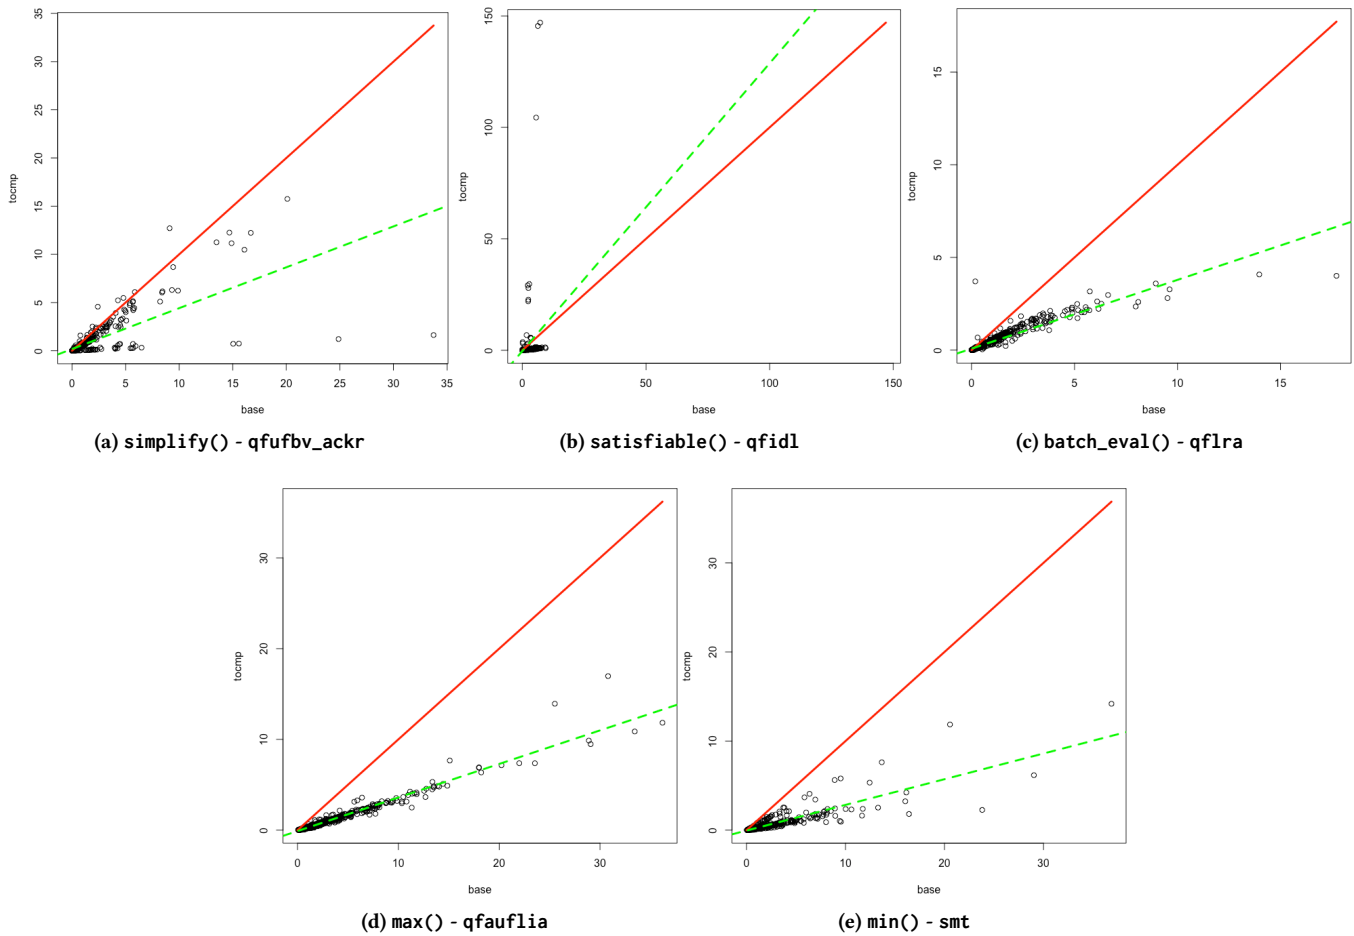 35
30
25
20
15
10
5
0
tocmp
0 5 10 15 20 25 30 35
base
(a) simplify() - qfufbv_ackr
150
100
50
0
tocmp
0 50 100 150
base
(b) satisfiable() - qfidl
15
10
5
0
tocmp
0 5 10 15
base
(c) batch_eval() - qflra
30
20
10
0
tocmp
0 10 20 30
base
(d) max() - qfauflia
30
20
10
0
tocmp
0 10 20 30
base
(e) min() - smt